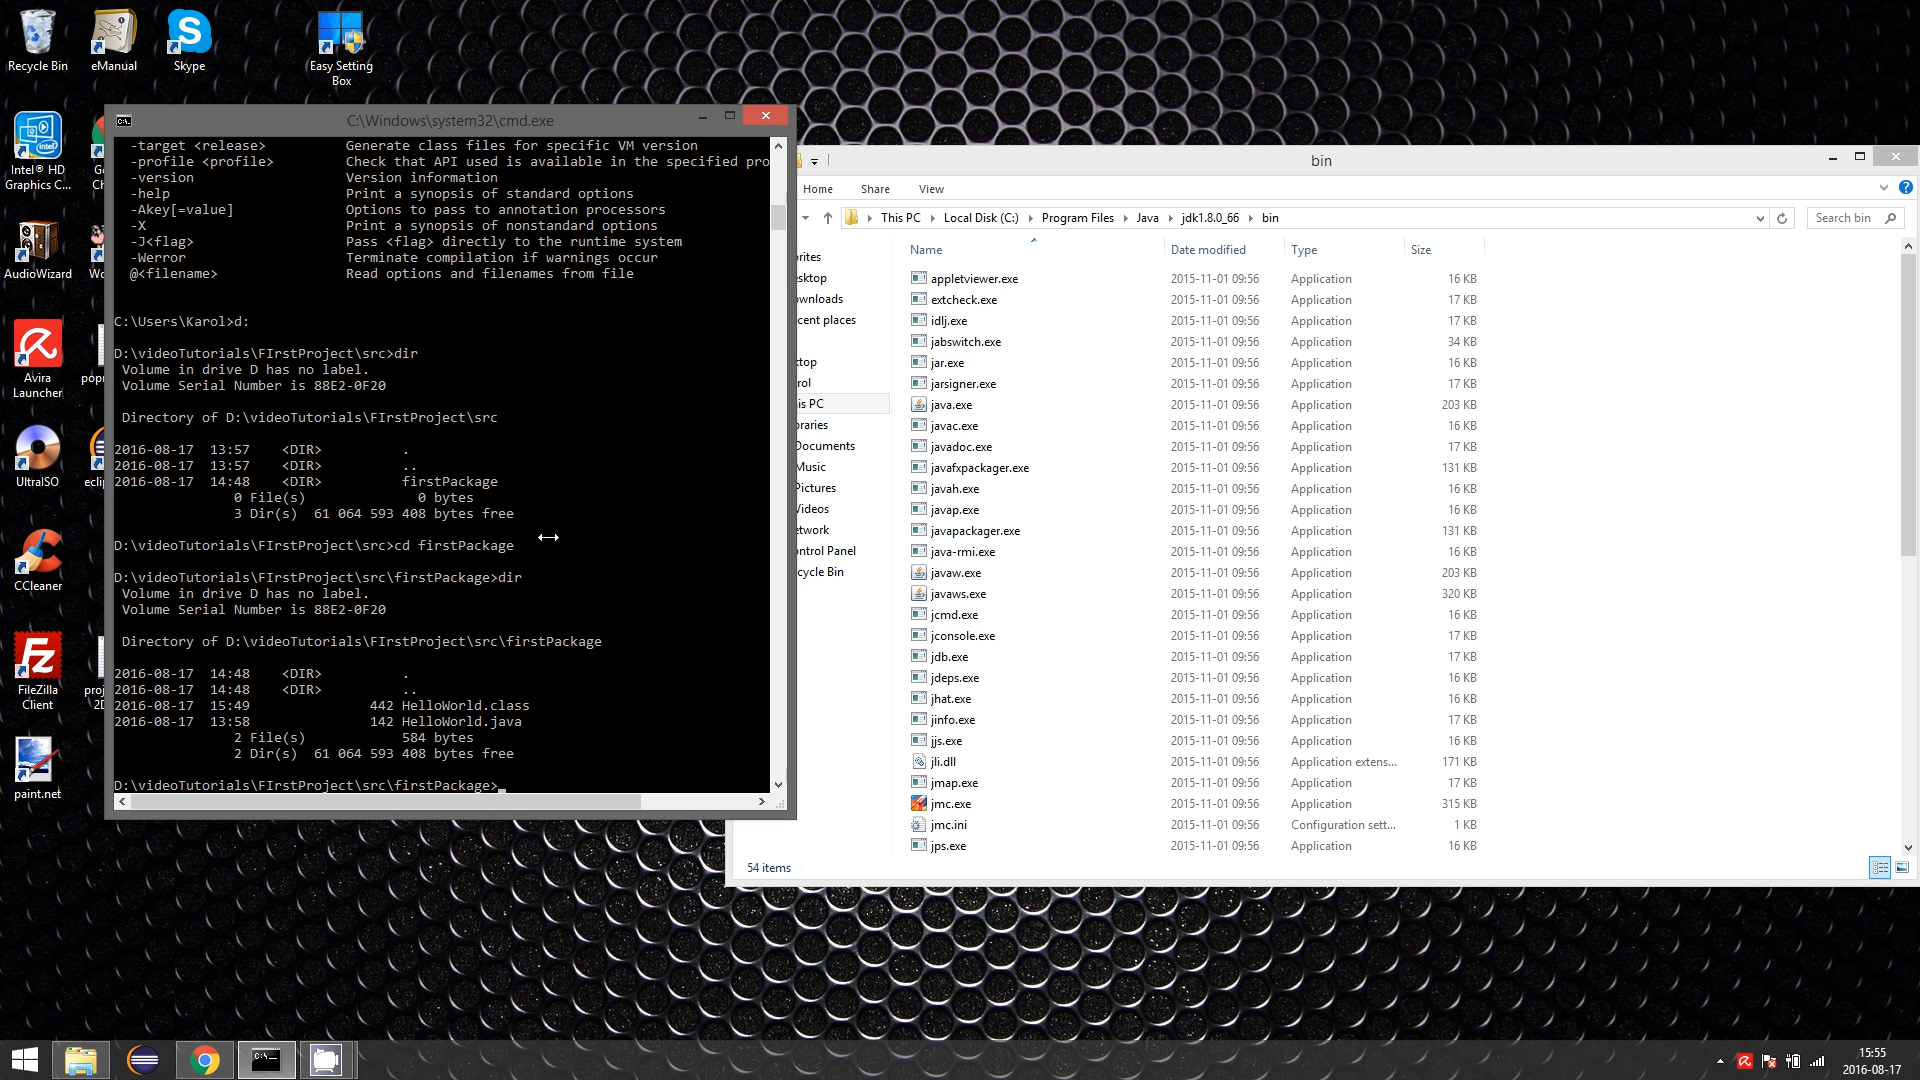 Recycle Bin
eManual
Skype
Easy Setting
Box
Intel® HD
Graphics C...
AudioWizard
Avira
Launcher
UltraISO
CCleaner
FileZilla
Client
paint.net
C:\Windows\system32\cmd.exe
-target <release> Generate class files for specific VM version
-profile <profile> Check that API used is available in the specified pro
-version Version information
-help Print a synopsis of standard options
-Akey[=value] Options to pass to annotation processors
-X Print a synopsis of nonstandard options
-J<flag> Pass <flag> directly to the runtime system
-Werror Terminate compilation if warnings occur
@<filename> Read options and filenames from file
C:\Users\Karol>d:
D:\videoTutorials\FIrstProject\src>dir
Volume in drive D has no label.
Volume Serial Number is 88E2-0F20
Directory of D:\videoTutorials\FIrstProject\src
2016-08-17 13:57 <DIR> .
2016-08-17 13:57 <DIR> ..
2016-08-17 14:48 <DIR> firstPackage
0 File(s) 0 bytes
3 Dir(s) 61 064 593 408 bytes free
D:\videoTutorials\FIrstProject\src>cd firstPackage
D:\videoTutorials\FIrstProject\src\firstPackage>dir
Volume in drive D has no label.
Volume Serial Number is 88E2-0F20
Directory of D:\videoTutorials\FIrstProject\src\firstPackage
2016-08-17 14:48 <DIR> .
2016-08-17 14:48 <DIR> ..
2016-08-17 15:49 442 HelloWorld.class
2016-08-17 13:58 142 HelloWorld.java
2 File(s) 584 bytes
2 Dir(s) 61 064 593 408 bytes free
D:\videoTutorials\FIrstProject\src\firstPackage>_
bin
Home Share View
This PC Local Disk (C:) Program Files Java jdk1.8.0_66 bin
Search bin
Name Date modified Type Size
rites
sktop
wnloads
cent places
ktop
rol
is PC
raries
Documents
Music
Pictures
Videos
etwork
ontrol Panel
cycle Bin
appletviewer.exe 2015-11-01 09:56 Application 16 KB
extcheck.exe 2015-11-01 09:56 Application 17 KB
idlj.exe 2015-11-01 09:56 Application 17 KB
jabswitch.exe 2015-11-01 09:56 Application 34 KB
jar.exe 2015-11-01 09:56 Application 16 KB
jarsigner.exe 2015-11-01 09:56 Application 17 KB
java.exe 2015-11-01 09:56 Application 203 KB
javac.exe 2015-11-01 09:56 Application 16 KB
javadoc.exe 2015-11-01 09:56 Application 17 KB
javafxpackager.exe 2015-11-01 09:56 Application 131 KB
javah.exe 2015-11-01 09:56 Application 17 KB
javap.exe 2015-11-01 09:56 Application 16 KB
javapackager.exe 2015-11-01 09:56 Application 131 KB
java-rmi.exe 2015-11-01 09:56 Application 16 KB
javaw.exe 2015-11-01 09:56 Application 203 KB
javaws.exe 2015-11-01 09:56 Application 320 KB
jcmd.exe 2015-11-01 09:56 Application 16 KB
jconsole.exe 2015-11-01 09:56 Application 17 KB
jdb.exe 2015-11-01 09:56 Application 17 KB
jdeps.exe 2015-11-01 09:56 Application 16 KB
jhat.exe 2015-11-01 09:56 Application 17 KB
jinfo.exe 2015-11-01 09:56 Application 17 KB
jjs.exe 2015-11-01 09:56 Application 16 KB
jli.dll 2015-11-01 09:56 Application extens... 171 KB
jmap.exe 2015-11-01 09:56 Application 17 KB
jmc.exe 2015-11-01 09:56 Application 315 KB
jmc.ini 2015-11-01 09:56 Configuration sett... 1 KB
jps.exe 2015-11-01 09:56 Application 16 KB
54 items
15:55
2016-08-17